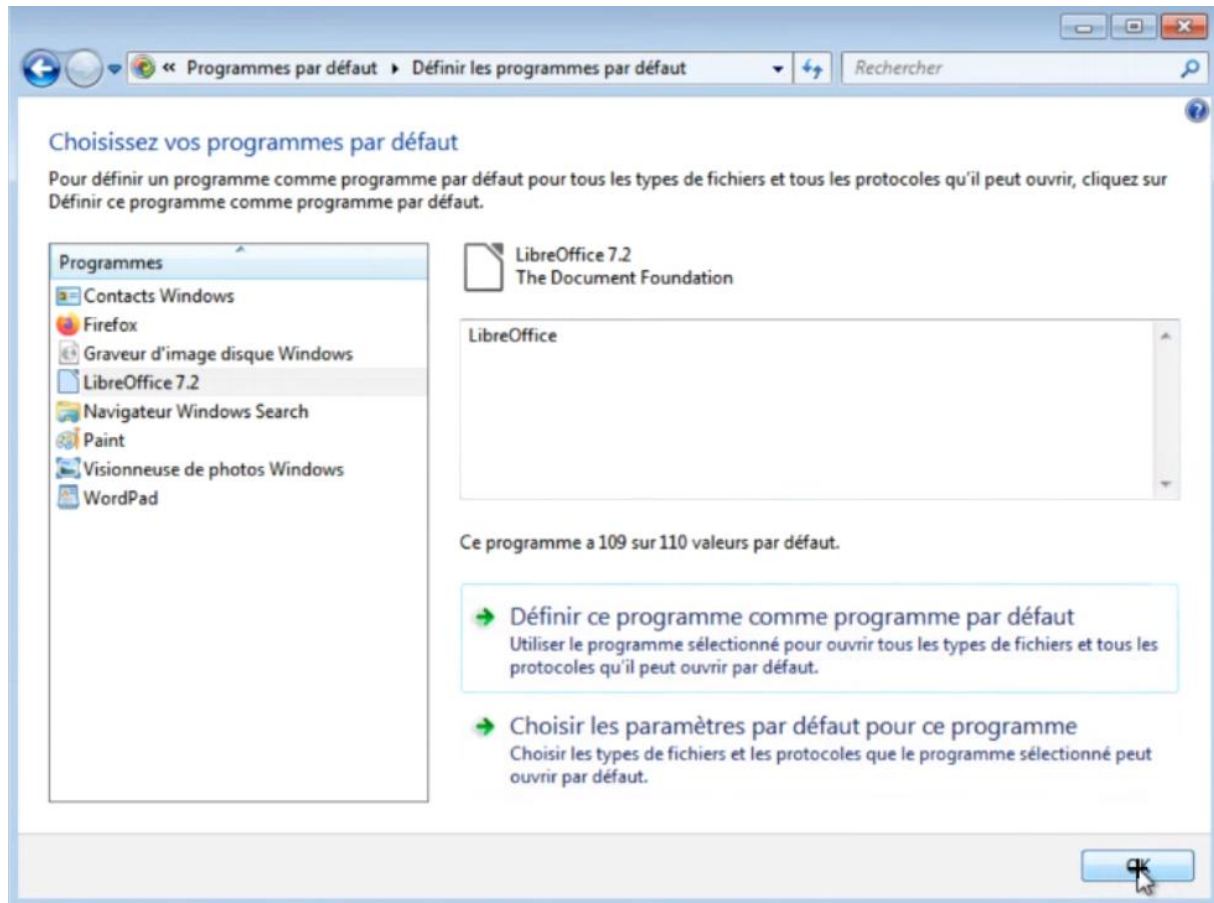 « Programmes par défaut ▸ Définir les programmes par défaut
Rechercher
Choisissez vos programmes par défaut
Pour définir un programme comme programme par défaut pour tous les types de fichiers et tous les protocoles qu'il peut ouvrir, cliquez sur
Définir ce programme comme programme par défaut.
Programmes
Contacts Windows
Firefox
Graveur d'image disque Windows
LibreOffice 7.2
Navigateur Windows Search
Paint
Visionneuse de photos Windows
WordPad
LibreOffice 7.2
The Document Foundation
LibreOffice
Ce programme a 109 sur 110 valeurs par défaut.
Définir ce programme comme programme par défaut
Utiliser le programme sélectionné pour ouvrir tous les types de fichiers et tous les
protocoles qu'il peut ouvrir par défaut.
Choisir les paramètres par défaut pour ce programme
Choisir les types de fichiers et les protocoles que le programme sélectionné peut
ouvrir par défaut.
OK